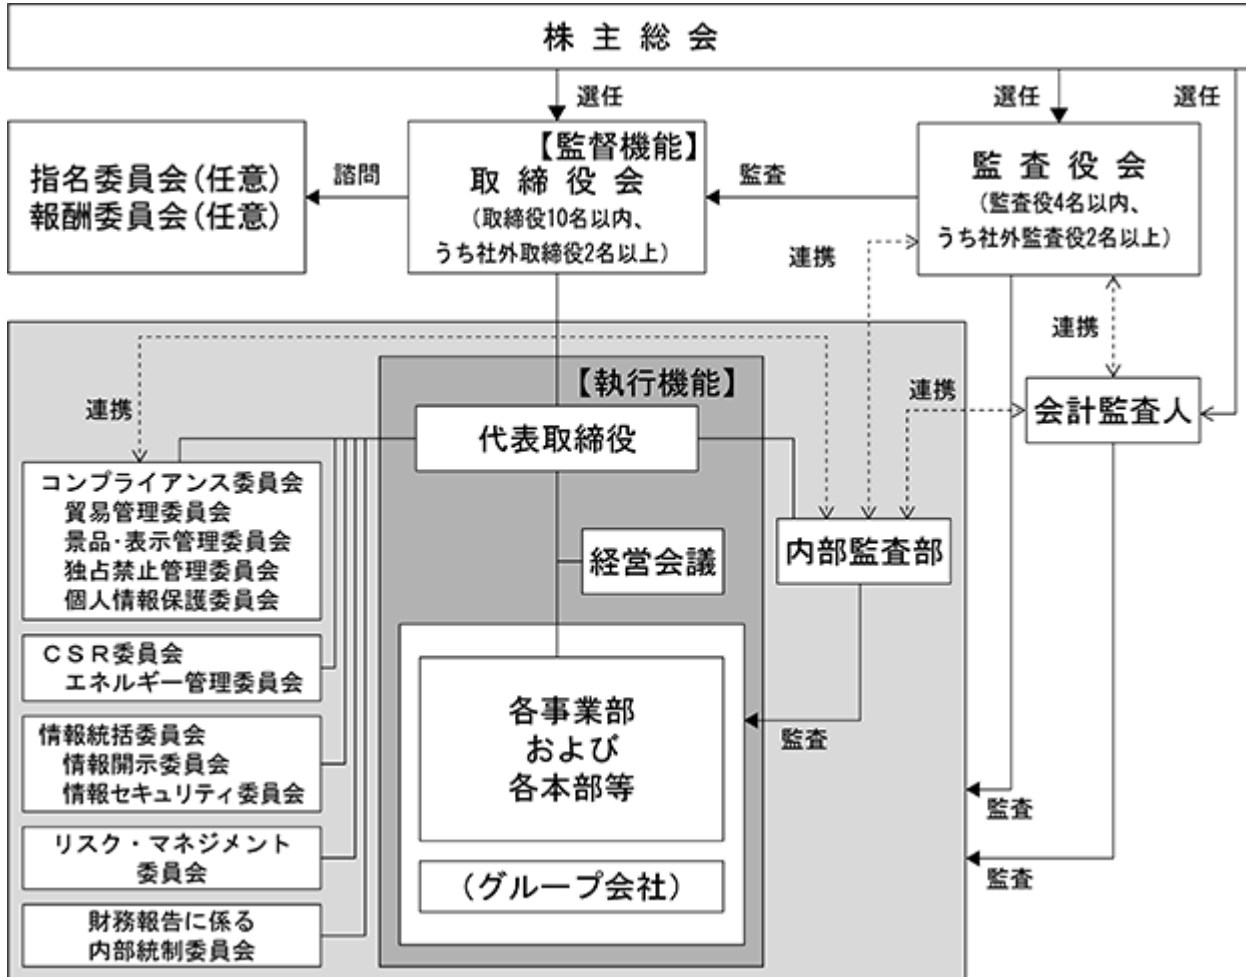 株主総会
選任
選任
選任
指名委員会(任意)
報酬委員会(任意)
諮問
【監督機能】
取締役会
(取締役10名以内、
うち社外取締役2名以上)
監査
監査役会
(監査役4名以内、
うち社外監査役2名以上)
連携
連携
連携
会計監査人
連携
【執行機能】
代表取締役
コンプライアンス委員会
貿易管理委員会
景品・表示管理委員会
独占禁止管理委員会
個人情報保護委員会
経営会議
内部監査部
CSR委員会
エネルギー管理委員会
情報統括委員会
情報開示委員会
情報セキュリティ委員会
各事業部
および
各本部等
監査
監査
リスク・マネジメント
委員会
(グループ会社)
監査
財務報告に係る
内部統制委員会